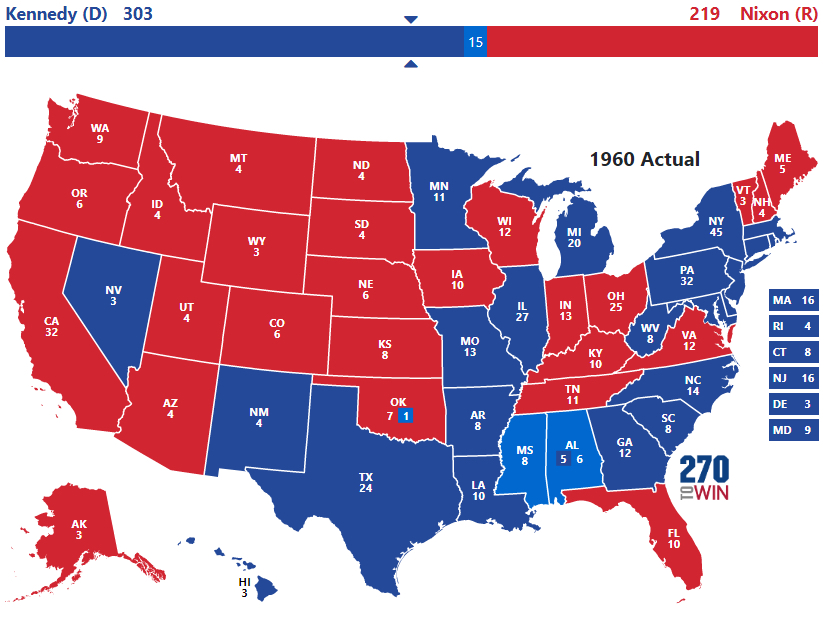 Kennedy (D) 303
219 Nixon (R)
15
1960 Actual
WA
9
OR
6
CA
32
NV
3
ID
4
MT
4
WY
3
UT
4
AZ
4
CO
6
NM
4
ND
4
SD
4
NE
6
KS
8
OK
7 1
TX
24
MN
11
IA
10
MO
13
AR
8
LA
10
WI
12
IL
27
MI
20
IN
13
OH
25
KY
10
TN
11
MS
8
AL
5 6
GA
12
FL
10
SC
8
NC
14
VA
12
WV
8
PA
32
NY
45
VT
3
NH
4
ME
5
MA 16
RI 4
CT 8
NJ 16
DE 3
MD 9
AK
3
HI
3
270
TO
WIN